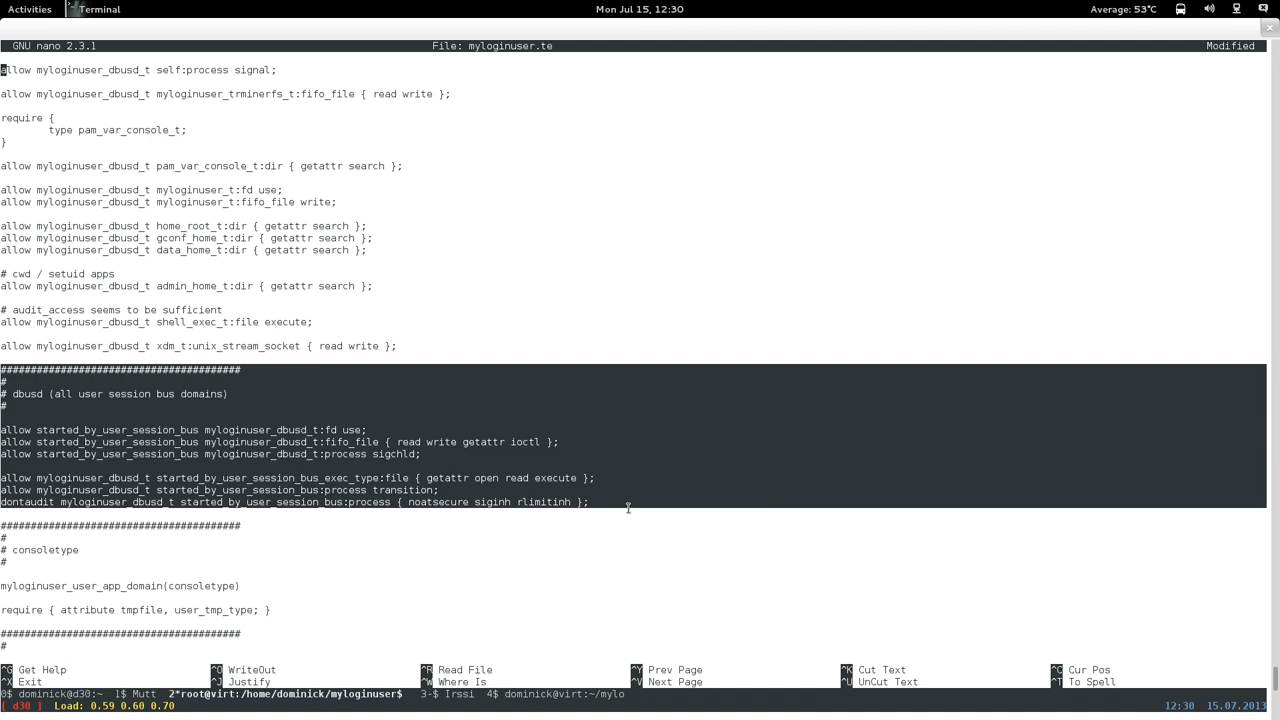 Activities Terminal Mon Jul 15, 12:30 Average: 53°C
GNU nano 2.3.1 File: myloginuser.te Modified
allow myloginuser_dbusd_t self:process signal;
allow myloginuser_dbusd_t myloginuser_trminerfs_t:fifo_file { read write };
require {
type pam_var_console_t;
}
allow myloginuser_dbusd_t pam_var_console_t:dir { getattr search };
allow myloginuser_dbusd_t myloginuser_t:fd use;
allow myloginuser_dbusd_t myloginuser_t:fifo_file write;
allow myloginuser_dbusd_t home_root_t:dir { getattr search };
allow myloginuser_dbusd_t gconf_home_t:dir { getattr search };
allow myloginuser_dbusd_t data_home_t:dir { getattr search };
# cwd / setuid apps
allow myloginuser_dbusd_t admin_home_t:dir { getattr search };
# audit_access seems to be sufficient
allow myloginuser_dbusd_t shell_exec_t:file execute;
allow myloginuser_dbusd_t xdm_t:unix_stream_socket { read write };
########################################
#
# dbusd (all user session bus domains)
#
allow started_by_user_session_bus myloginuser_dbusd_t:fd use;
allow started_by_user_session_bus myloginuser_dbusd_t:fifo_file { read write getattr ioctl };
allow started_by_user_session_bus myloginuser_dbusd_t:process sigchld;
allow myloginuser_dbusd_t started_by_user_session_bus_exec_type:file { getattr open read execute };
allow myloginuser_dbusd_t started_by_user_session_bus:process transition;
dontaudit myloginuser_dbusd_t started_by_user_session_bus:process { noatsecure siginh rlimitinh };
########################################
#
# consoletype
#
myloginuser_user_app_domain(consoletype)
require { attribute tmpfile, user_tmp_type; }
########################################
#
^G Get Help ^O WriteOut ^R Read File ^Y Prev Page ^K Cut Text ^C Cur Pos
^X Exit ^J Justify ^W Where Is ^V Next Page ^U UnCut Text ^T To Spell
0$ dominick@d30:~ 1$ Mutt 2*root@virt:/home/dominick/myloginuser$ 3-$ Irssi 4$ dominick@virt:~/mylo
[ d30 ] Load: 0.59 0.60 0.70 12:30 15.07.2013